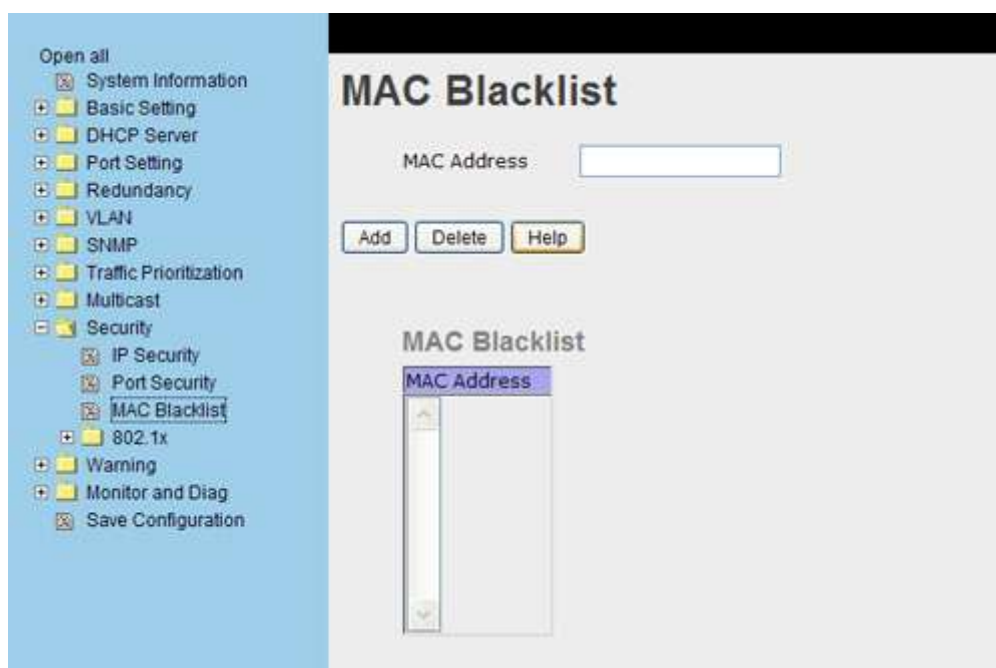 Open all
System Information
Basic Setting
DHCP Server
Port Setting
Redundancy
VLAN
SNMP
Traffic Prioritization
Multicast
Security
IP Security
Port Security
MAC Blacklist
802.1x
Warning
Monitor and Diag
Save Configuration
MAC Blacklist
MAC Address
Add Delete Help
MAC Blacklist
MAC Address